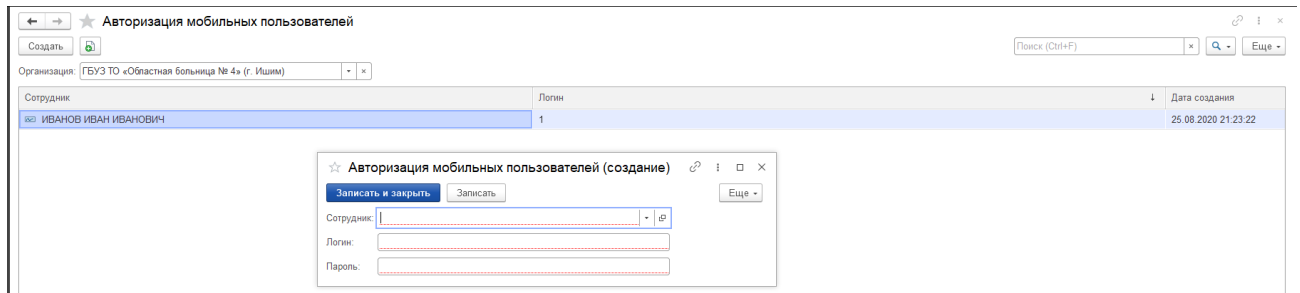 Авторизация мобильных пользователей
Создать
Поиск (Ctrl+F)
Еще
Организация: ГБУЗ ТО «Областная больница № 4» (г. Ишим)
Сотрудник Логин Дата создания
ИВАНОВ ИВАН ИВАНОВИЧ 1 25.08.2020 21:23:22
Авторизация мобильных пользователей (создание)
Записать и закрыть Записать Еще
Сотрудник:
Логин:
Пароль: